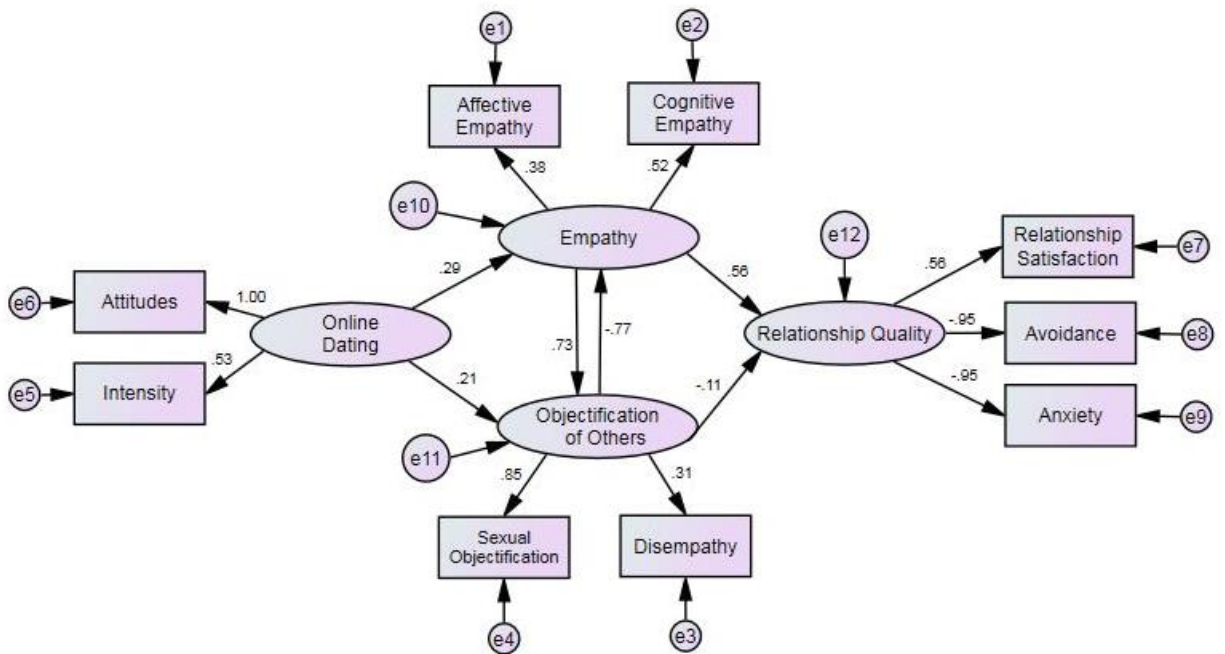 e1
e2
Affective
Empathy
Cognitive
Empathy
.38
.52
e10
Empathy
e12
Relationship
Satisfaction
e7
.29
.56
.56
e6
Attitudes
1.00
Online
Dating
.73
-.77
Relationship Quality
-.95
Avoidance
e8
e5
Intensity
.53
.21
-.11
-.95
Objectification
of Others
Anxiety
e9
e11
.85
.31
Sexual
Objectification
Disempathy
e4
e3